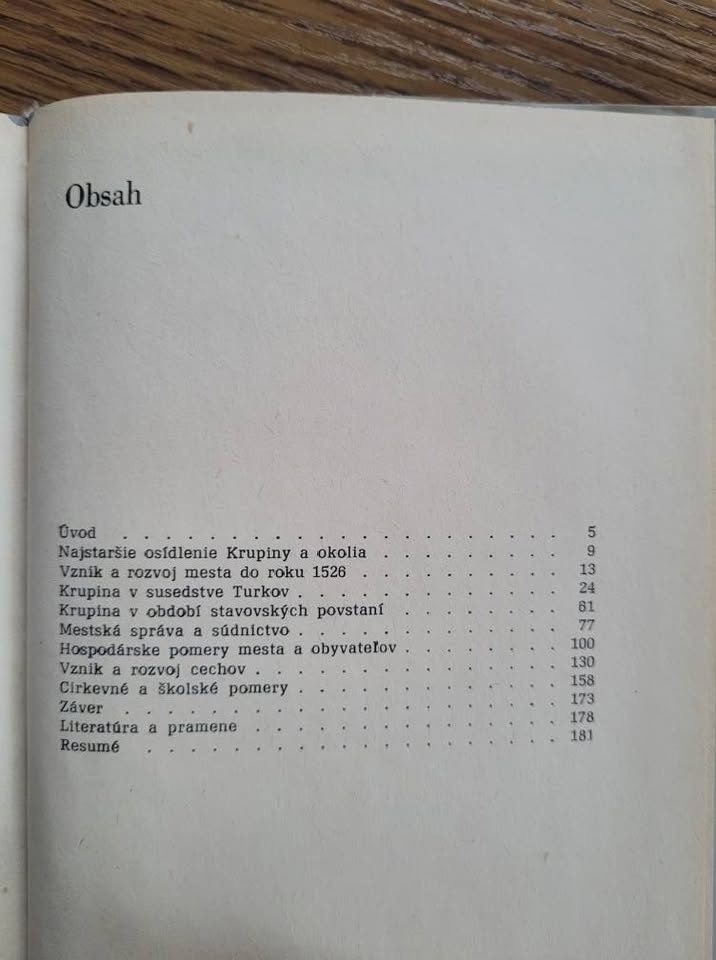 Obsah
Úvod . . . . . . . . . . . . . . . . . 5
Najstaršie osídlenie Krupiny a okolia . . . . . . . . 9
Vznik a rozvoj mesta do roku 1526 . . . . . . . . 13
Krupina v susedstve Turkov . . . . . . . . . . 24
Krupina v období stavovských povstaní . . . . . . . 61
Mestská správa a súdnictvo . . . . . . . . . . 77
Hospodárske pomery mesta a obyvateľov . . . . . . 100
Vznik a rozvoj cechov . . . . . . . . . . . 130
Cirkevné a školské pomery . . . . . . . . . . 158
Záver . . . . . . . . . . . . . . . . 173
Literatúra a pramene . . . . . . . . . . . 178
Resumé . . . . . . . . . . . . . . . 181